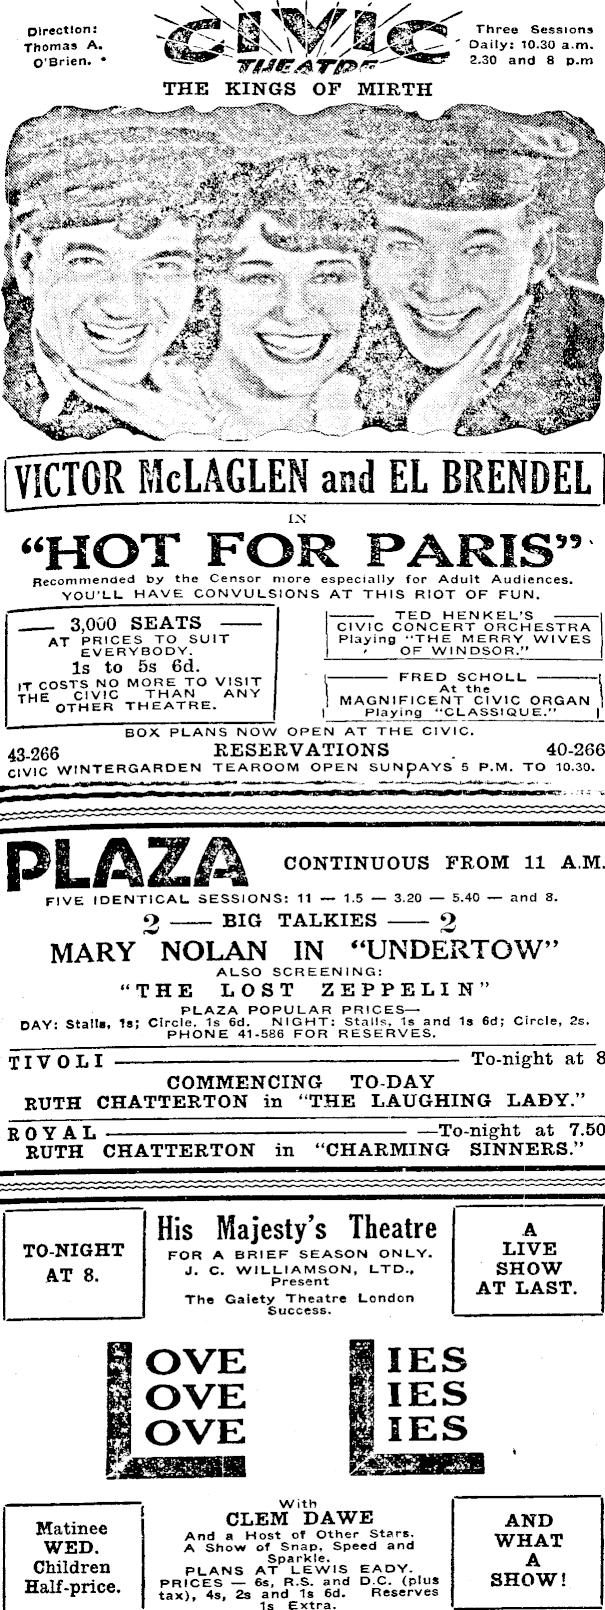 Direction:
Thomas A.
O'Brien.
CIVIC
THEATRE
Three Sessions
Daily: 10.30 a.m.
2.30 and 8 p.m
THE KINGS OF MIRTH
VICTOR McLAGLEN and EL BRENDEL
IN
"HOT FOR PARIS"
Recommended by the Censor more especially for Adult Audiences.
YOU'LL HAVE CONVULSIONS AT THIS RIOT OF FUN.
3,000 SEATS
AT PRICES TO SUIT
EVERYBODY.
1s to 5s 6d.
IT COSTS NO MORE TO VISIT
THE CIVIC THAN ANY
OTHER THEATRE.
TED HENKEL'S
CIVIC CONCERT ORCHESTRA
Playing "THE MERRY WIVES
OF WINDSOR."
FRED SCHOLL
At the
MAGNIFICENT CIVIC ORGAN
Playing "CLASSIQUE."
BOX PLANS NOW OPEN AT THE CIVIC.
43-266 RESERVATIONS 40-266
CIVIC WINTERGARDEN TEAROOM OPEN SUNDAYS 5 P.M. TO 10.30.
PLAZA CONTINUOUS FROM 11 A.M.
FIVE IDENTICAL SESSIONS: 11 — 1.5 — 3.20 — 5.40 — and 8.
2 — BIG TALKIES — 2
MARY NOLAN IN "UNDERTOW"
ALSO SCREENING:
"THE LOST ZEPPELIN"
PLAZA POPULAR PRICES—
DAY: Stalls, 1s; Circle, 1s 6d. NIGHT: Stalls, 1s and 1s 6d; Circle, 2s.
PHONE 41-586 FOR RESERVES.
TIVOLI — To-night at 8
COMMENCING TO-DAY
RUTH CHATTERTON in "THE LAUGHING LADY."
ROYAL — To-night at 7.50
RUTH CHATTERTON in "CHARMING SINNERS."
TO-NIGHT
AT 8.
His Majesty's Theatre
FOR A BRIEF SEASON ONLY.
J. C. WILLIAMSON, LTD.,
Present
The Gaiety Theatre London
Success.
A
LIVE
SHOW
AT LAST.
LOVE LIES
OVE IES
OVE IES
Matinee
WED.
Children
Half-price.
With
CLEM DAWE
And a Host of Other Stars.
A Show of Snap, Speed and
Sparkle.
PLANS AT LEWIS EADY.
PRICES — 6s, R.S. and D.C. (plus
tax), 4s, 2s and 1s 6d. Reserves
1s Extra.
AND
WHAT
A
SHOW!